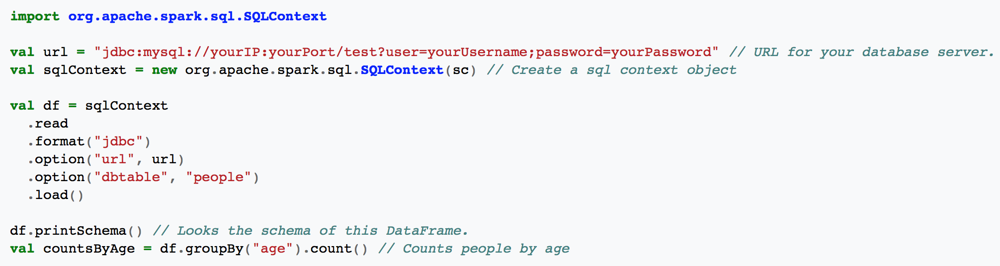 import org.apache.spark.sql.SQLContext
val url = "jdbc:mysql://yourIP:yourPort/test?user=yourUsername;password=yourPassword" // URL for your database server.
val sqlContext = new org.apache.spark.sql.SQLContext(sc) // Create a sql context object
val df = sqlContext
  .read
  .format("jdbc")
  .option("url", url)
  .option("dbtable", "people")
  .load()
df.printSchema() // Looks the schema of this DataFrame.
val countsByAge = df.groupBy("age").count() // Counts people by age